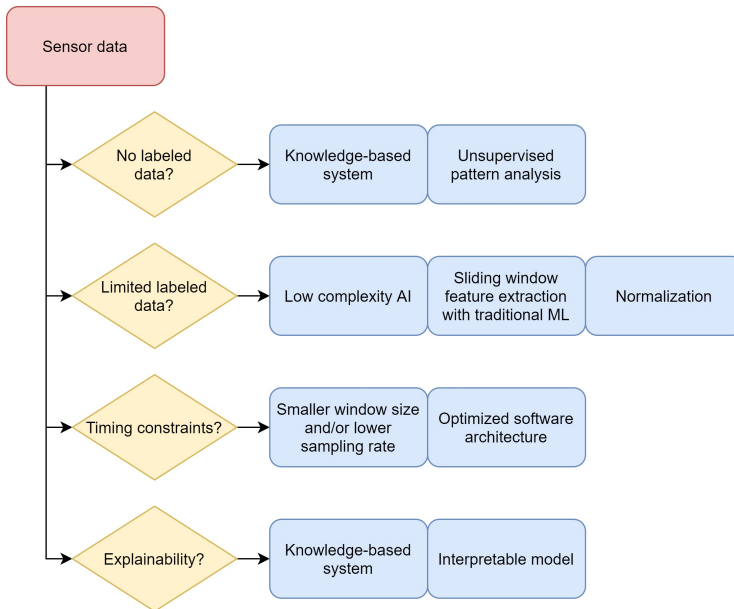 Sensor data
No labeled
data?
Knowledge-based
system
Unsupervised
pattern analysis
Limited labeled
data?
Low complexity AI
Sliding window
feature extraction
with traditional ML
Normalization
Timing constraints?
Smaller window size
and/or lower
sampling rate
Optimized software
architecture
Explainability?
Knowledge-based
system
Interpretable model